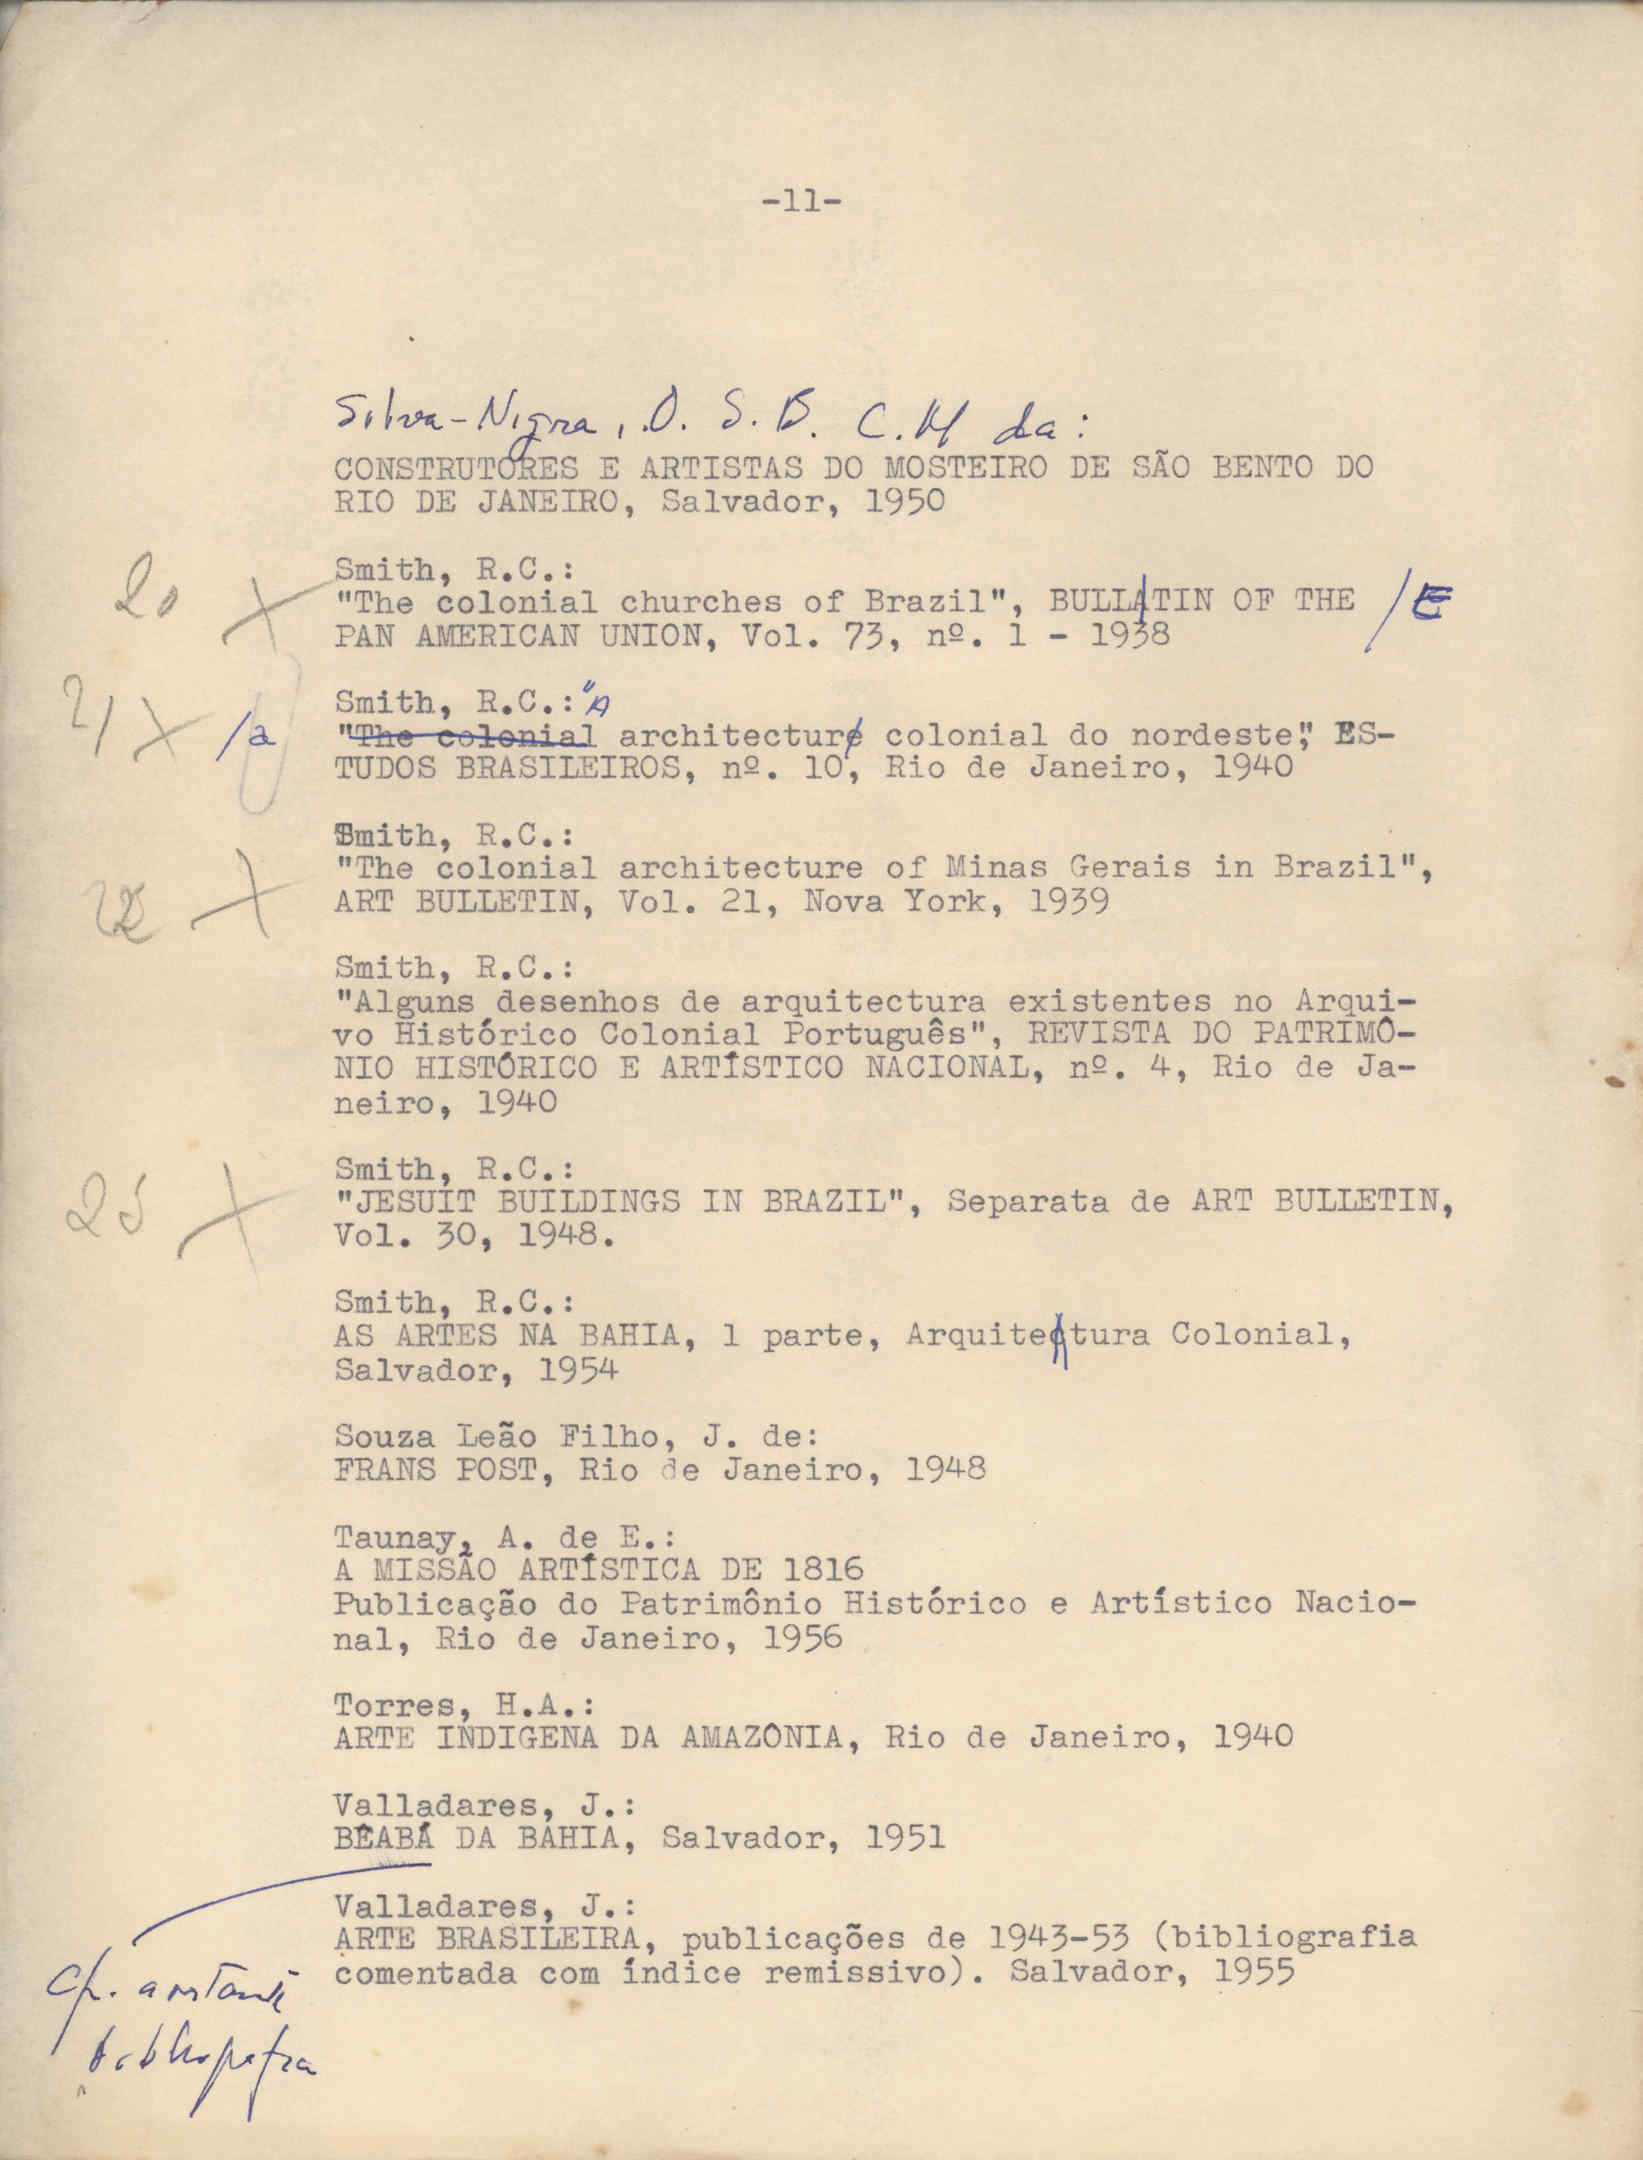 -11-
Silva-Nigra, O. S. B. C. M da:
CONSTRUTORES E ARTISTAS DO MOSTEIRO DE SÃO BENTO DO
RIO DE JANEIRO, Salvador, 1950
20
Smith, R.C.:
"The colonial churches of Brazil", BULLATIN OF THE /E
PAN AMERICAN UNION, Vol. 73, nº. 1 - 1938
21
Smith, R.C.: "A
/a "The colonial architecture colonial do nordeste", ES-
TUDOS BRASILEIROS, nº. 10, Rio de Janeiro, 1940
Smith, R.C.:
"The colonial architecture of Minas Gerais in Brazil",
22 ART BULLETIN, Vol. 21, Nova York, 1939
Smith, R.C.:
"Alguns desenhos de arquitectura existentes no Arqui-
vo Histórico Colonial Português", REVISTA DO PATRIMÔ-
NIO HISTÓRICO E ARTÍSTICO NACIONAL, nº. 4, Rio de Ja-
neiro, 1940
Smith, R.C.:
"JESUIT BUILDINGS IN BRAZIL", Separata de ART BULLETIN,
Vol. 30, 1948.
Smith, R.C.:
AS ARTES NA BAHIA, 1 parte, Arquitectura Colonial,
Salvador, 1954
Souza Leão Filho, J. de:
FRANS POST, Rio de Janeiro, 1948
Taunay, A. de E.:
A MISSÃO ARTÍSTICA DE 1816
Publicação do Patrimônio Histórico e Artístico Nacio-
nal, Rio de Janeiro, 1956
Torres, H.A.:
ARTE INDIGENA DA AMAZONIA, Rio de Janeiro, 1940
Valladares, J.:
BÊABÁ DA BAHIA, Salvador, 1951
Valladares, J.:
ARTE BRASILEIRA, publicações de 1943-53 (bibliografia
comentada com índice remissivo). Salvador, 1955